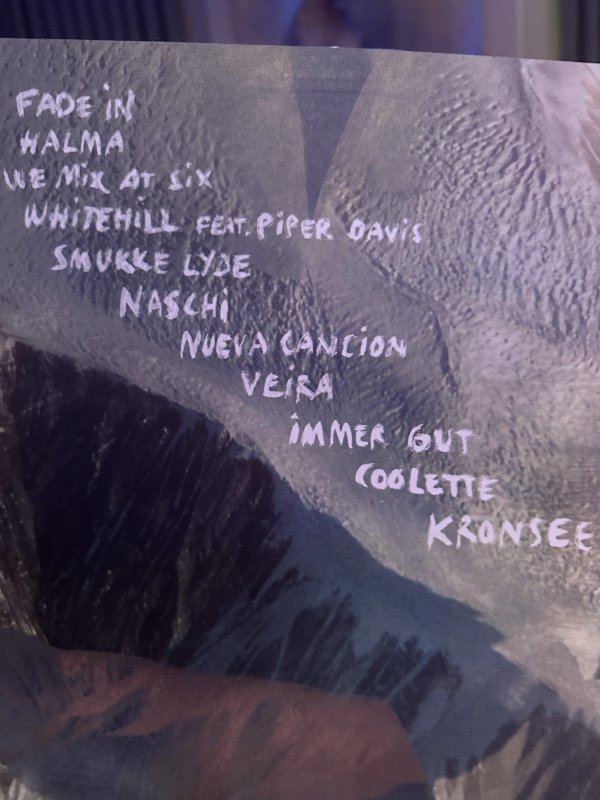 FADE iN
HALMA
WE MiX AT SiX
WHiTEHiLL FEAT. PiPER DAViS
SMUKKE LYDE
NASCHi
NUEVA CANCiON
VEiRA
iMMER GUT
COOLETTE
KRONSEE